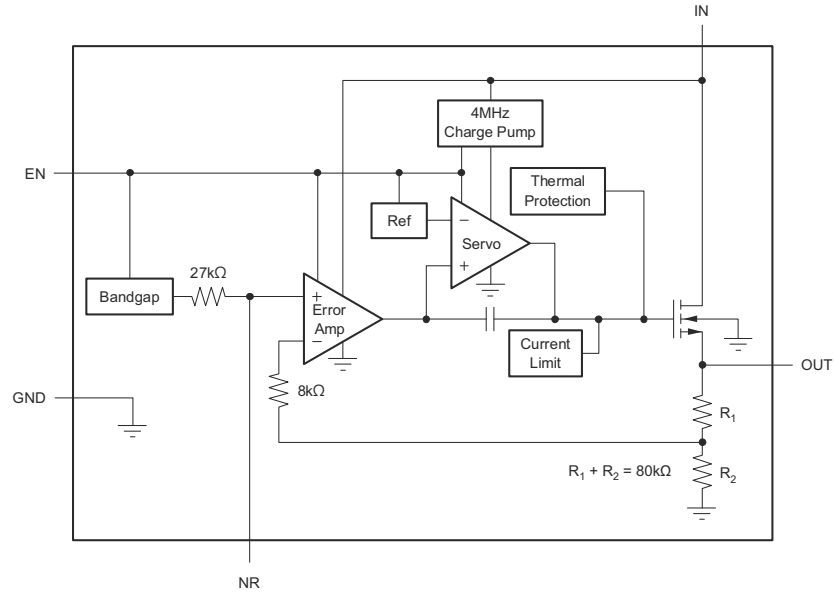 IN
4MHz
Charge Pump
EN
Thermal
Protection
Ref
−
Servo
+
27kΩ
Bandgap
+
Error
Amp
−
Current
Limit
OUT
8kΩ
GND
R1
R1 + R2 = 80kΩ
R2
NR